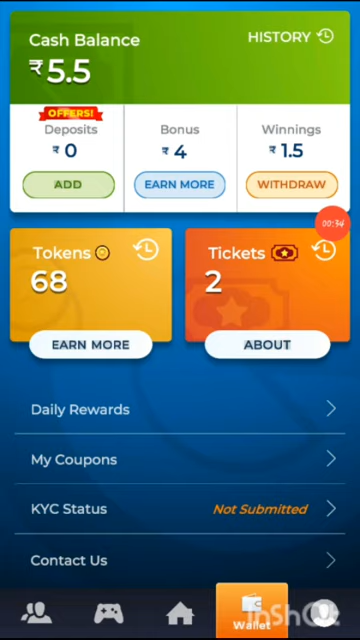 Cash Balance
HISTORY
₹ 5.5
OFFERS!
Deposits
₹ 0
ADD
Bonus
₹ 4
EARN MORE
Winnings
₹ 1.5
WITHDRAW
00:34
Tokens
68
EARN MORE
Tickets
2
ABOUT
Daily Rewards
My Coupons
KYC Status Not Submitted
Contact Us
Wallet
InShOt